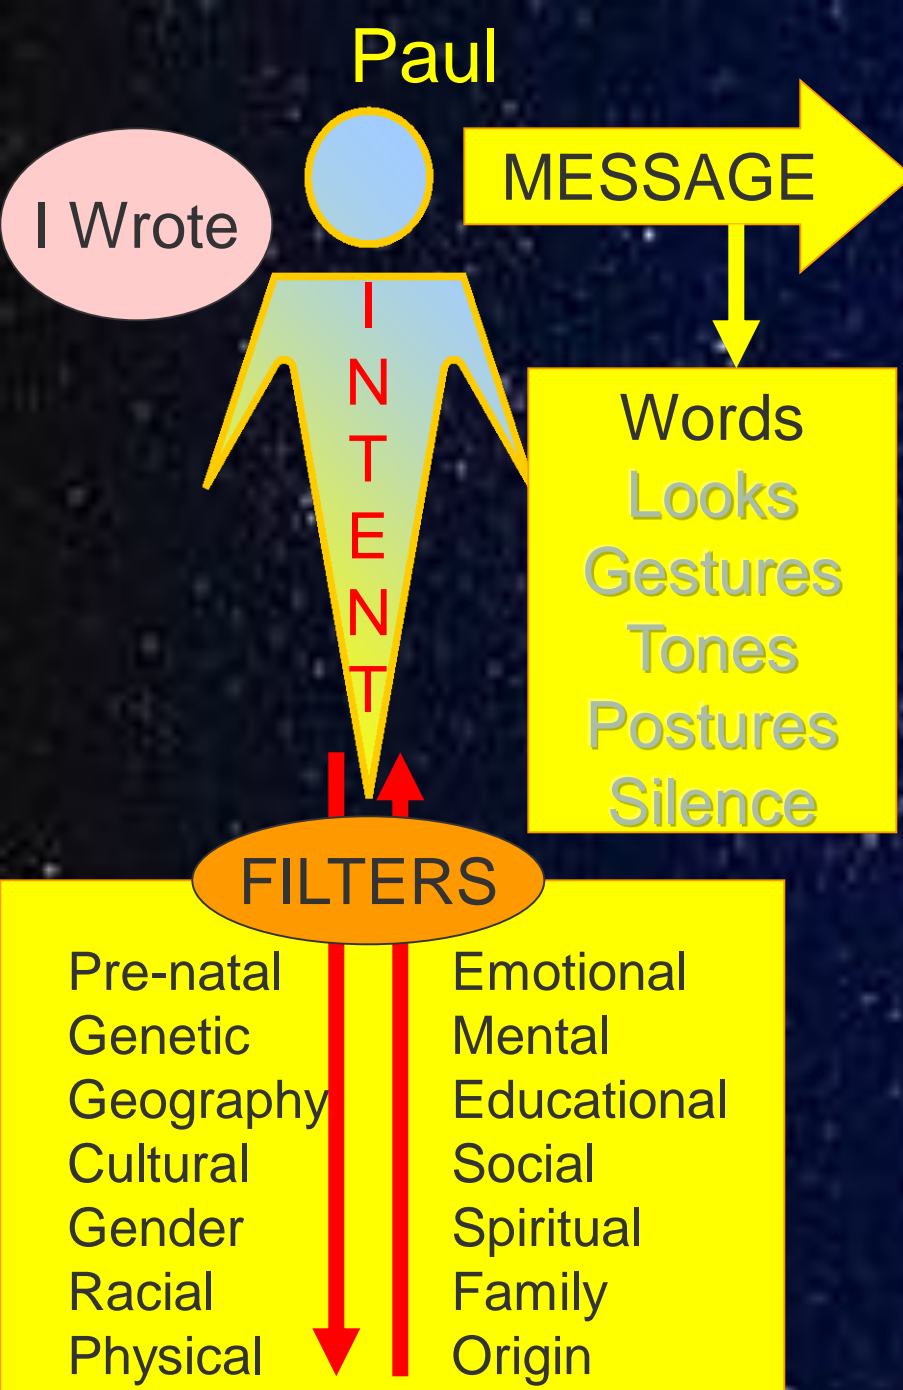 Paul
MESSAGE
I Wrote
I
N
T
E
N
T
Words
Looks
Gestures
Tones
Postures
Silence
FILTERS
Pre-natal
Genetic
Geography
Cultural
Gender
Racial
Physical
Emotional
Mental
Educational
Social
Spiritual
Family
Origin